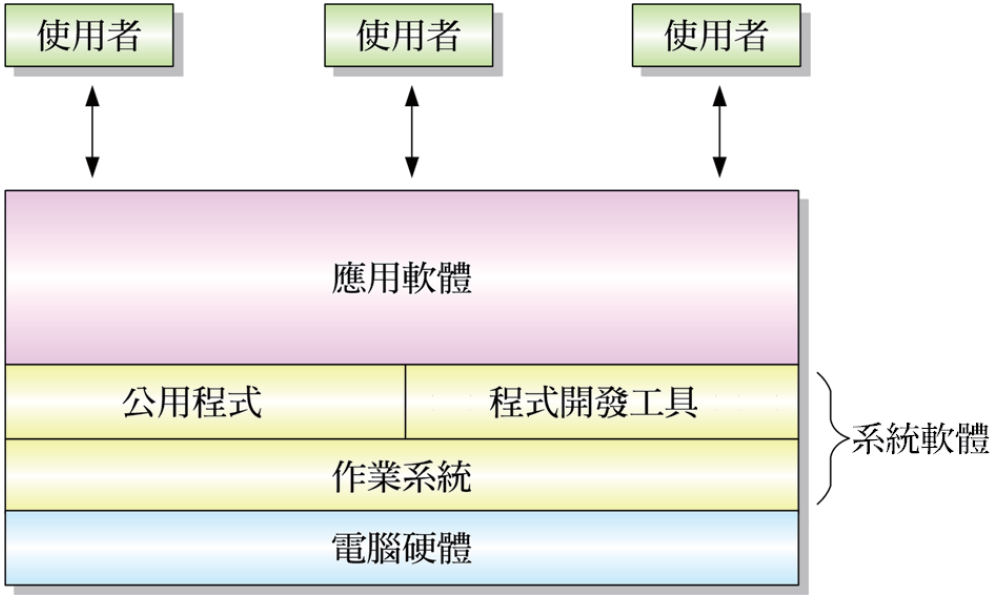 使用者
使用者
使用者
應用軟體
公用程式
程式開發工具
系統軟體
作業系統
電腦硬體